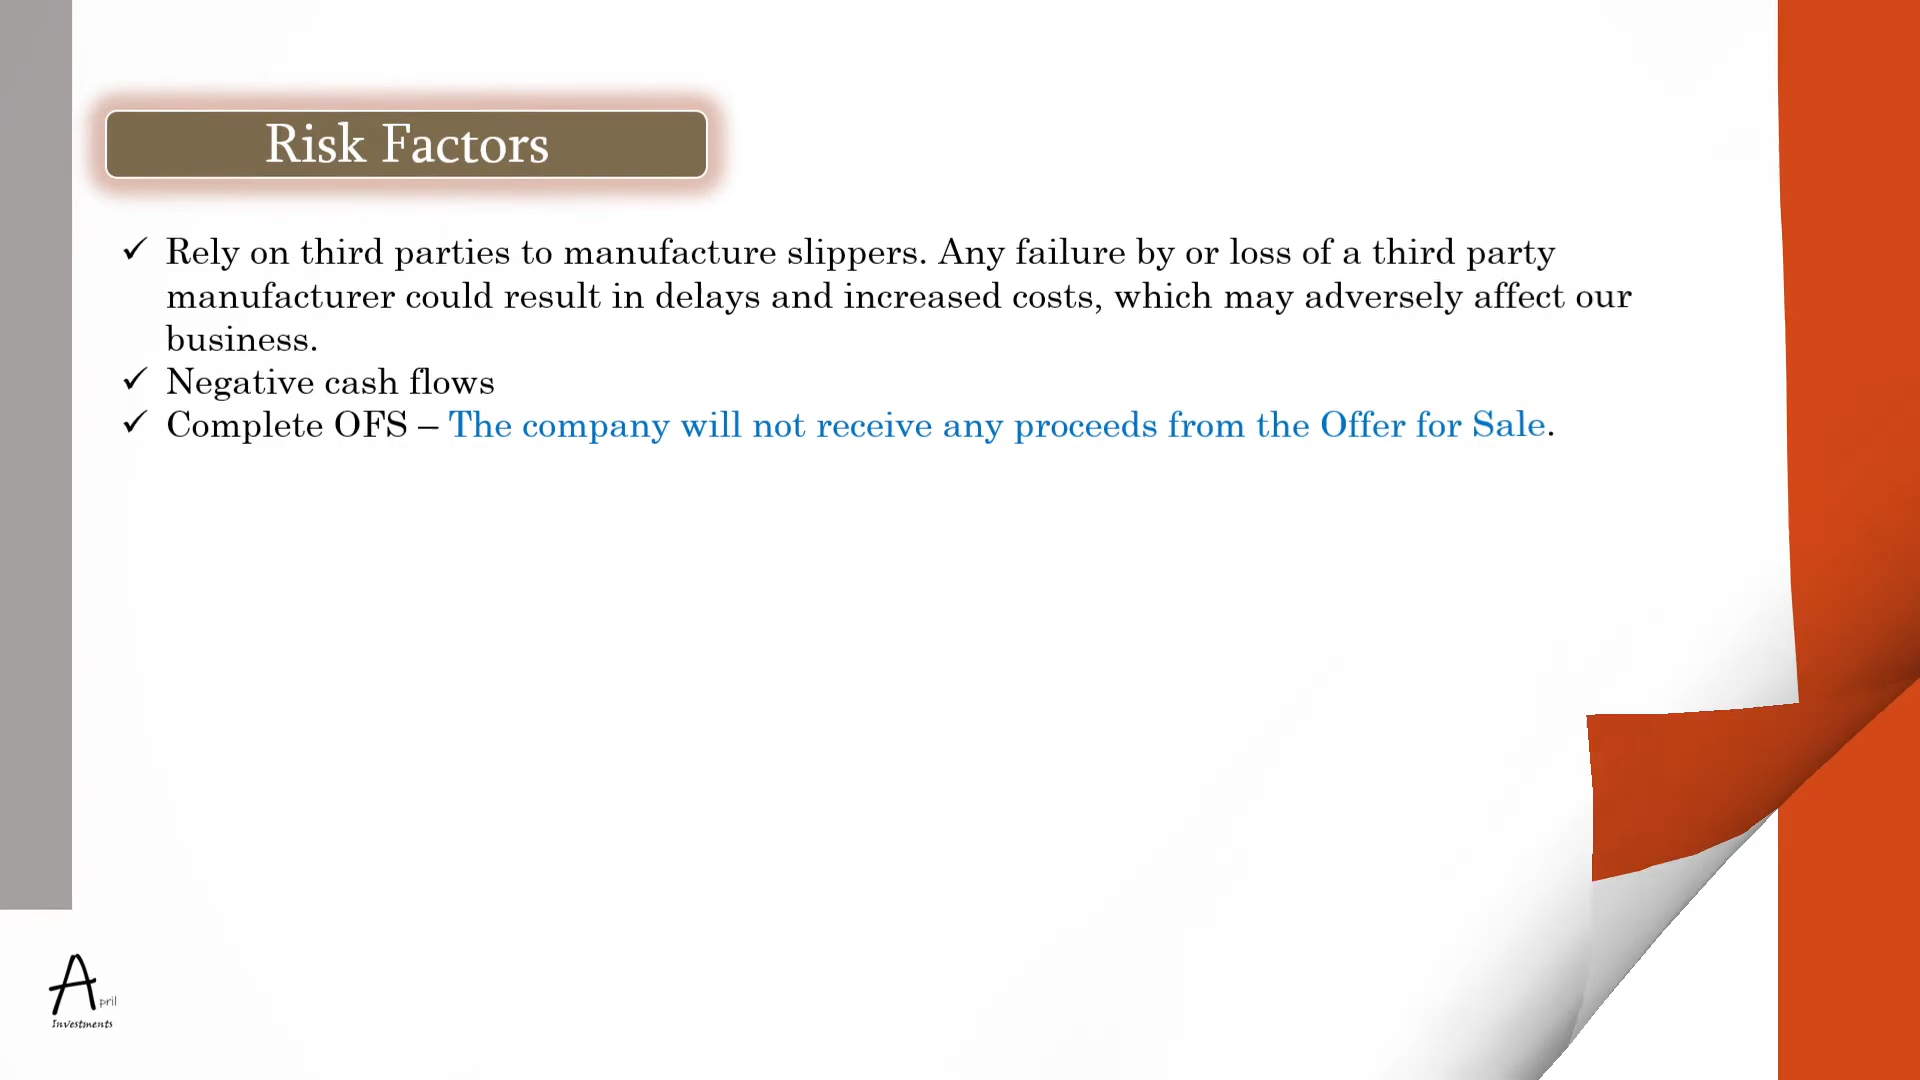 Risk Factors
✓ Rely on third parties to manufacture slippers. Any failure by or loss of a third party
manufacturer could result in delays and increased costs, which may adversely affect our
business.
✓ Negative cash flows
✓ Complete OFS – The company will not receive any proceeds from the Offer for Sale.
April
Investments